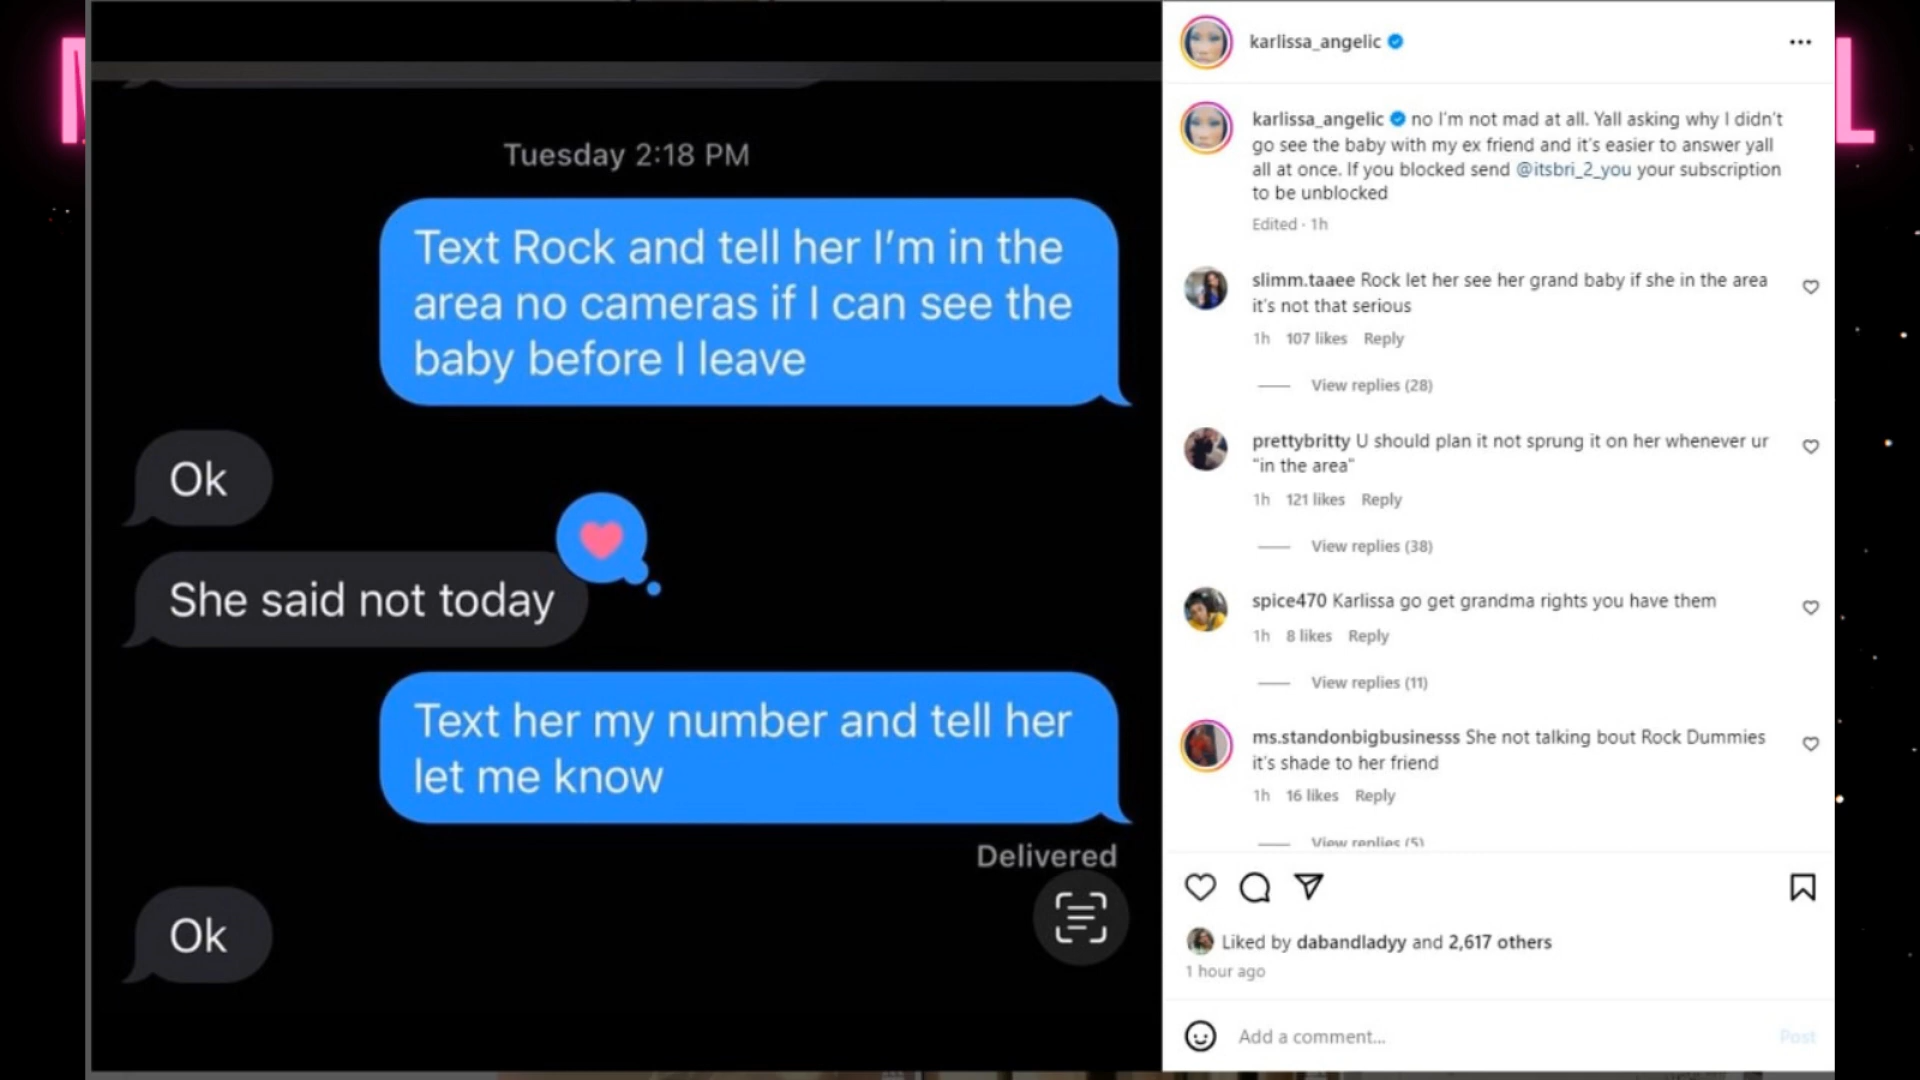 Tuesday 2:18 PM
Text Rock and tell her I'm in the
area no cameras if I can see the
baby before I leave
Ok
She said not today
Text her my number and tell her
let me know
Delivered
Ok
L
karlissa_angelic
karlissa_angelic no I'm not mad at all. Yall asking why I didn't
go see the baby with my ex friend and it's easier to answer yall
all at once. If you blocked send @itsbri_2_you your subscription
to be unblocked
Edited · 1h
slimm.taaee Rock let her see her grand baby if she in the area
it's not that serious
1h 107 likes Reply
View replies (28)
prettybritty U should plan it not sprung it on her whenever ur
"in the area"
1h 121 likes Reply
View replies (38)
spice470 Karlissa go get grandma rights you have them
1h 8 likes Reply
View replies (11)
ms.standonbigbusinesss She not talking bout Rock Dummies
it's shade to her friend
1h 16 likes Reply
View replies (5)
Liked by dabandladyy and 2,617 others
1 hour ago
Add a comment...
Post